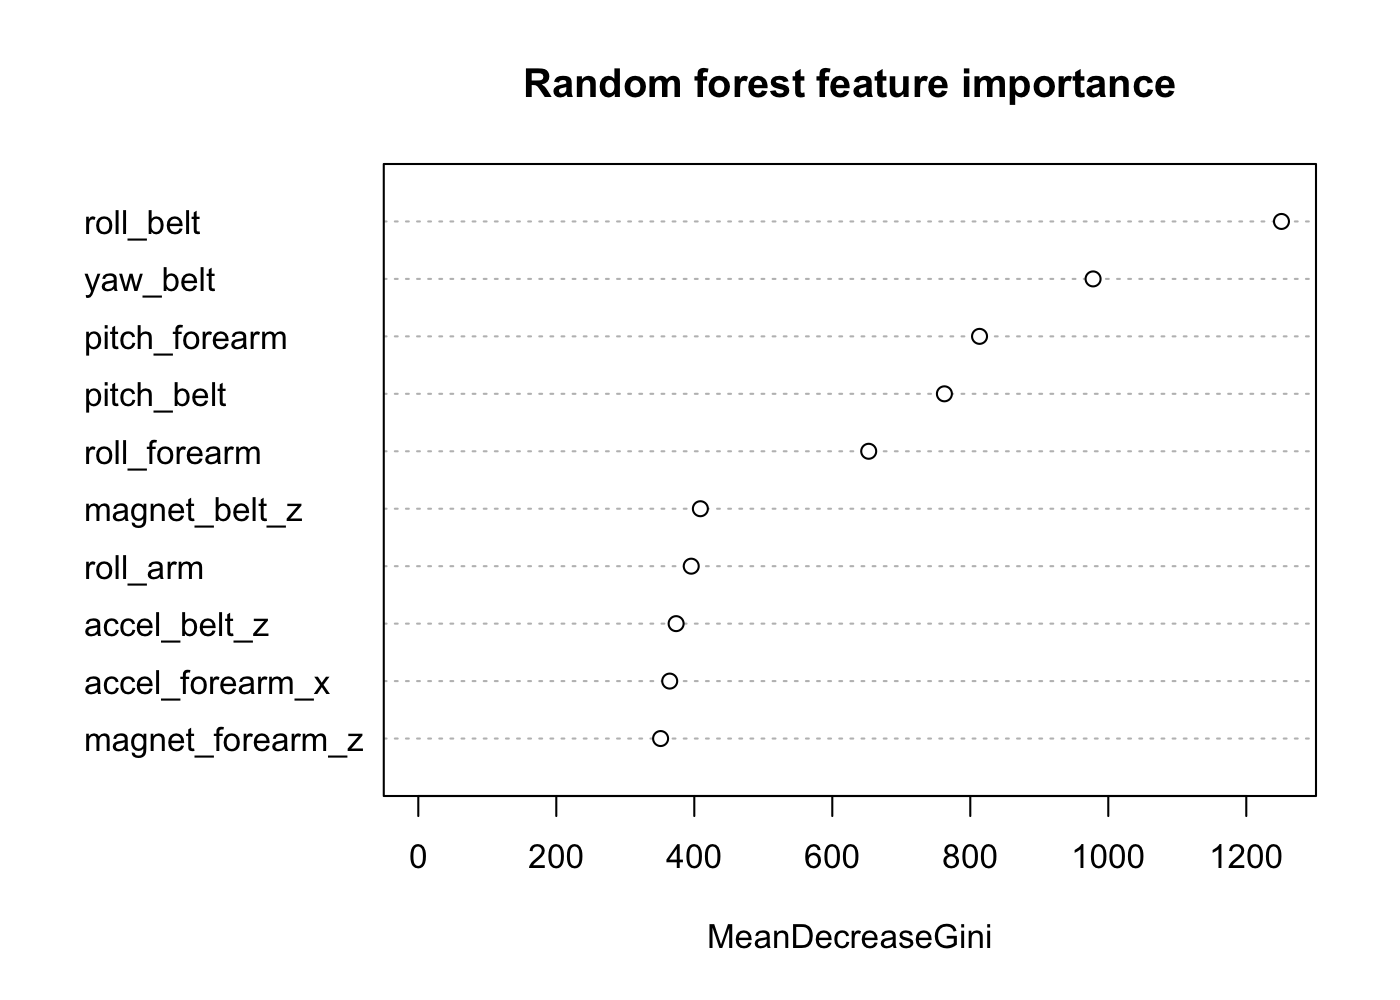 Random forest feature importance
roll_belt
yaw_belt
pitch_forearm
pitch_belt
roll_forearm
magnet_belt_z
roll_arm
accel_belt_z
accel_forearm_x
magnet_forearm_z
0 200 400 600 800 1000 1200
MeanDecreaseGini